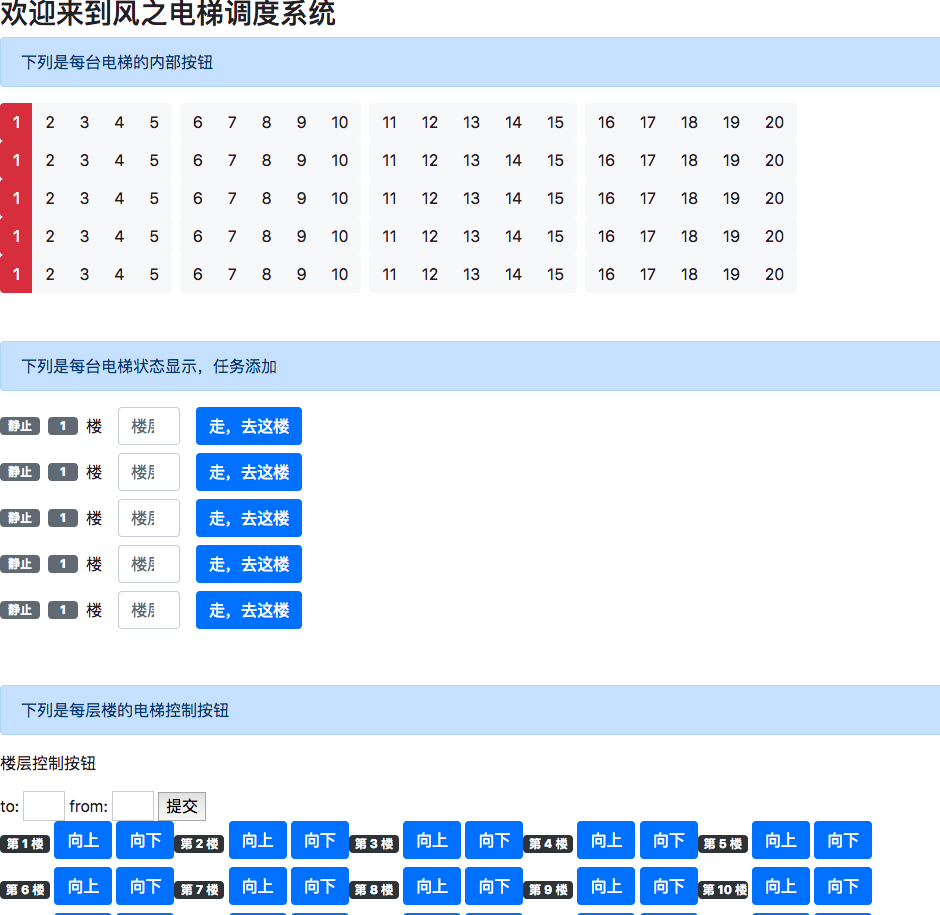 欢迎来到风之电梯调度系统
下列是每台电梯的内部按钮
1 2 3 4 5 6 7 8 9 10 11 12 13 14 15 16 17 18 19 20
1 2 3 4 5 6 7 8 9 10 11 12 13 14 15 16 17 18 19 20
1 2 3 4 5 6 7 8 9 10 11 12 13 14 15 16 17 18 19 20
1 2 3 4 5 6 7 8 9 10 11 12 13 14 15 16 17 18 19 20
1 2 3 4 5 6 7 8 9 10 11 12 13 14 15 16 17 18 19 20
下列是每台电梯状态显示，任务添加
静止 1 楼 楼 走，去这楼
静止 1 楼 楼 走，去这楼
静止 1 楼 楼 走，去这楼
静止 1 楼 楼 走，去这楼
静止 1 楼 楼 走，去这楼
下列是每层楼的电梯控制按钮
楼层控制按钮
to: from: 提交
第 1 楼 向上 向下 第 2 楼 向上 向下 第 3 楼 向上 向下 第 4 楼 向上 向下 第 5 楼 向上 向下
第 6 楼 向上 向下 第 7 楼 向上 向下 第 8 楼 向上 向下 第 9 楼 向上 向下 第 10 楼 向上 向下